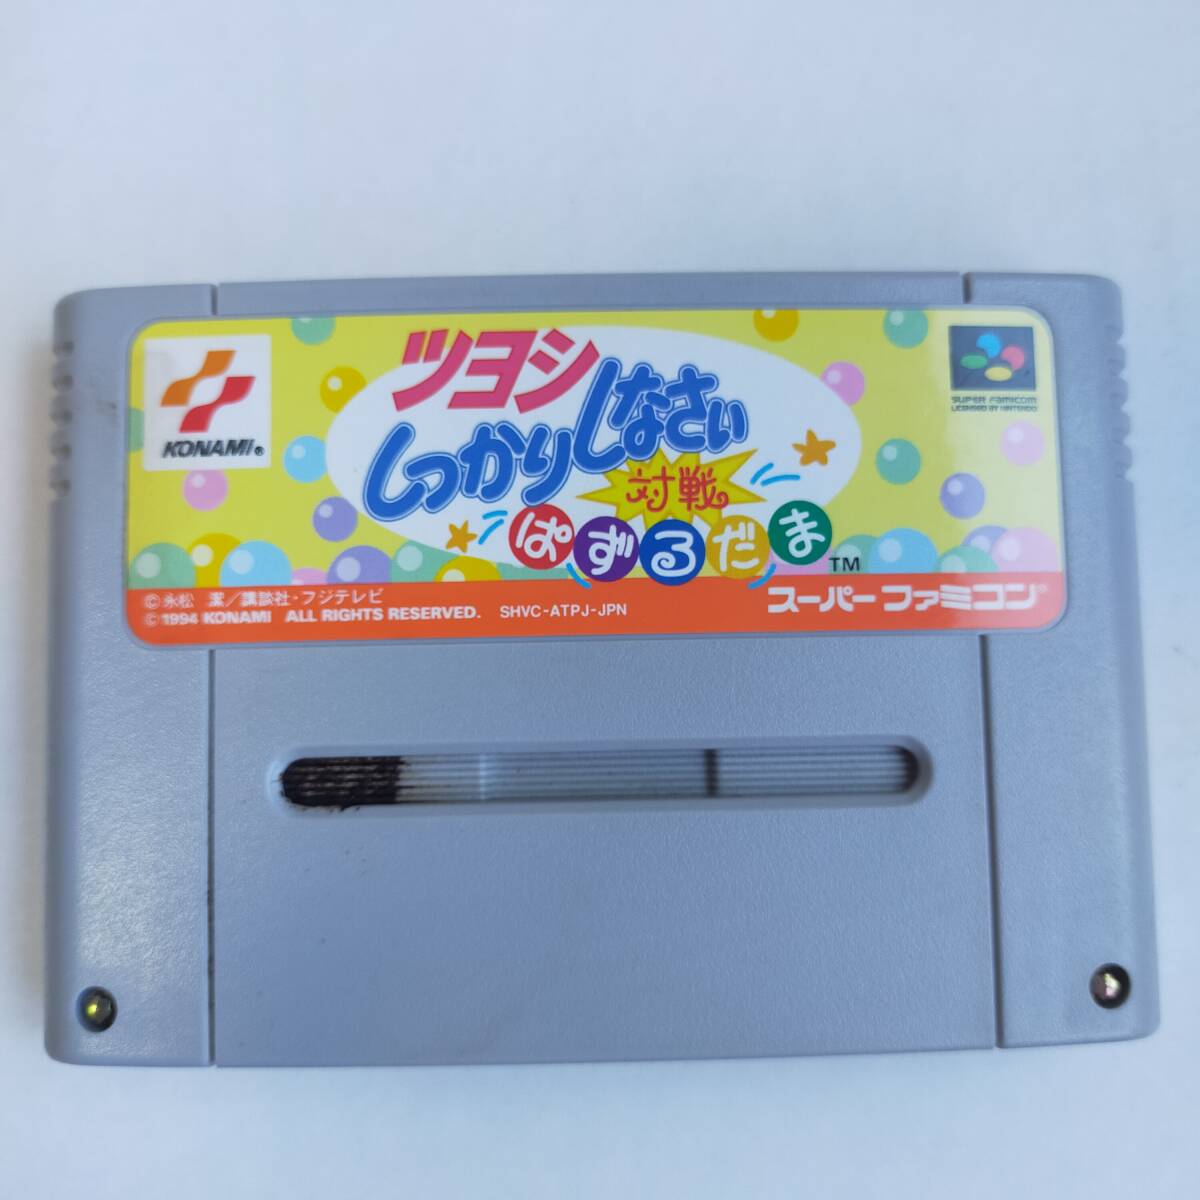 KONAMI®
ツヨシ
しっかりしなさい
対戦
ぱずるだま™
SUPER FAMICOM
LICENSED BY NINTENDO
©永松 潔/講談社・フジテレビ
©1994 KONAMI ALL RIGHTS RESERVED. SHVC-ATPJ-JPN
スーパーファミコン